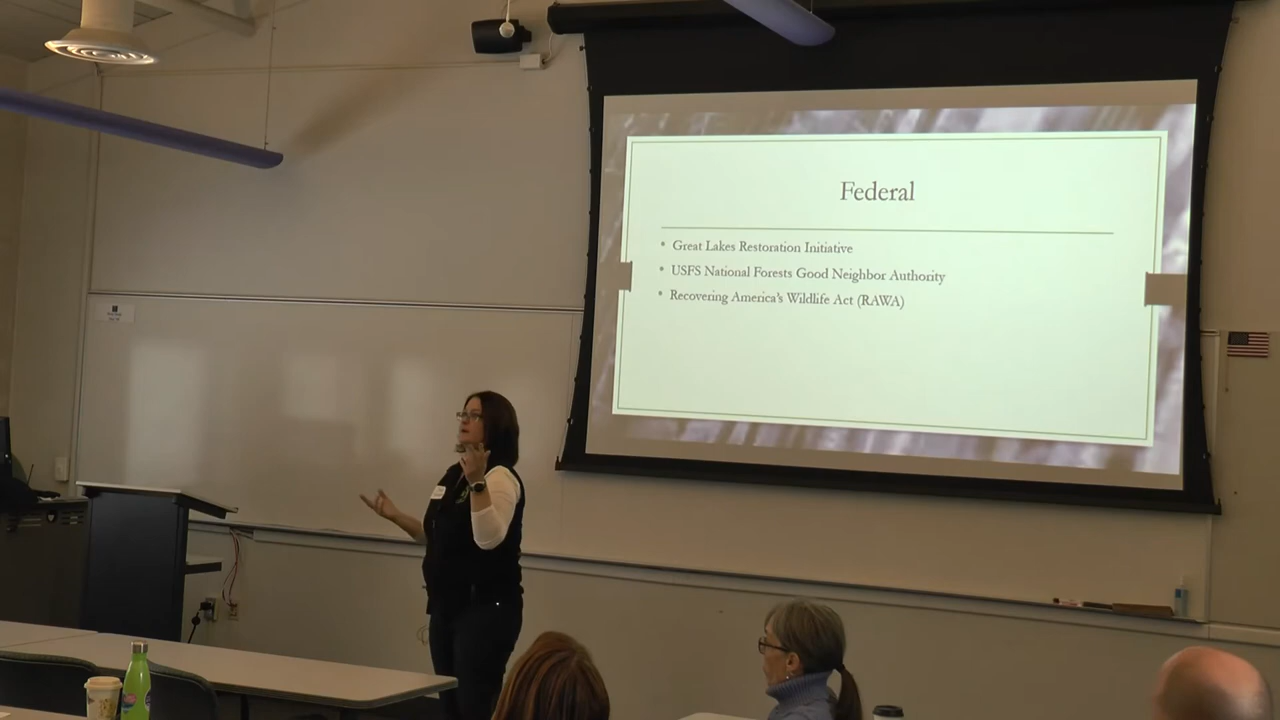 Federal
* Great Lakes Restoration Initiative
* USFS National Forests Good Neighbor Authority
* Recovering America's Wildlife Act (RAWA)